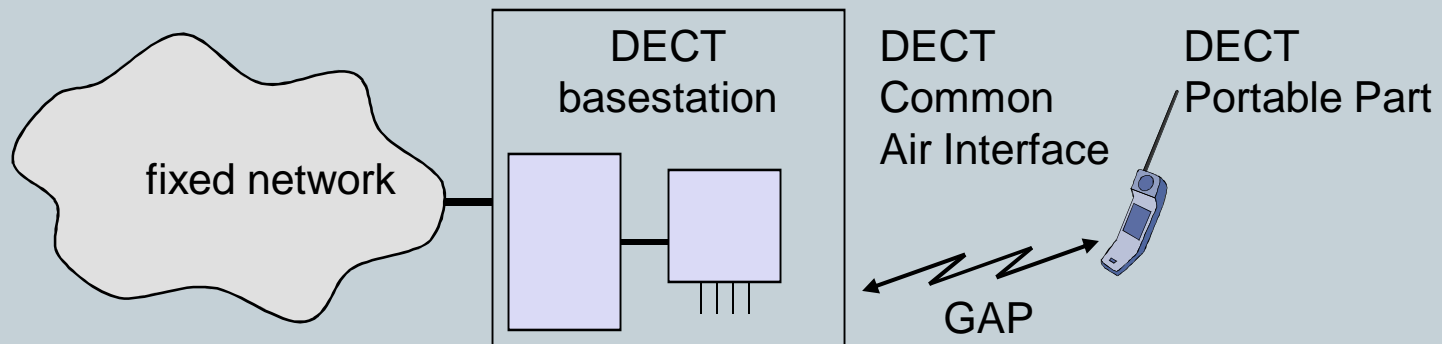 fixed network
DECT
basestation
DECT
Common
Air Interface
DECT
Portable Part
GAP